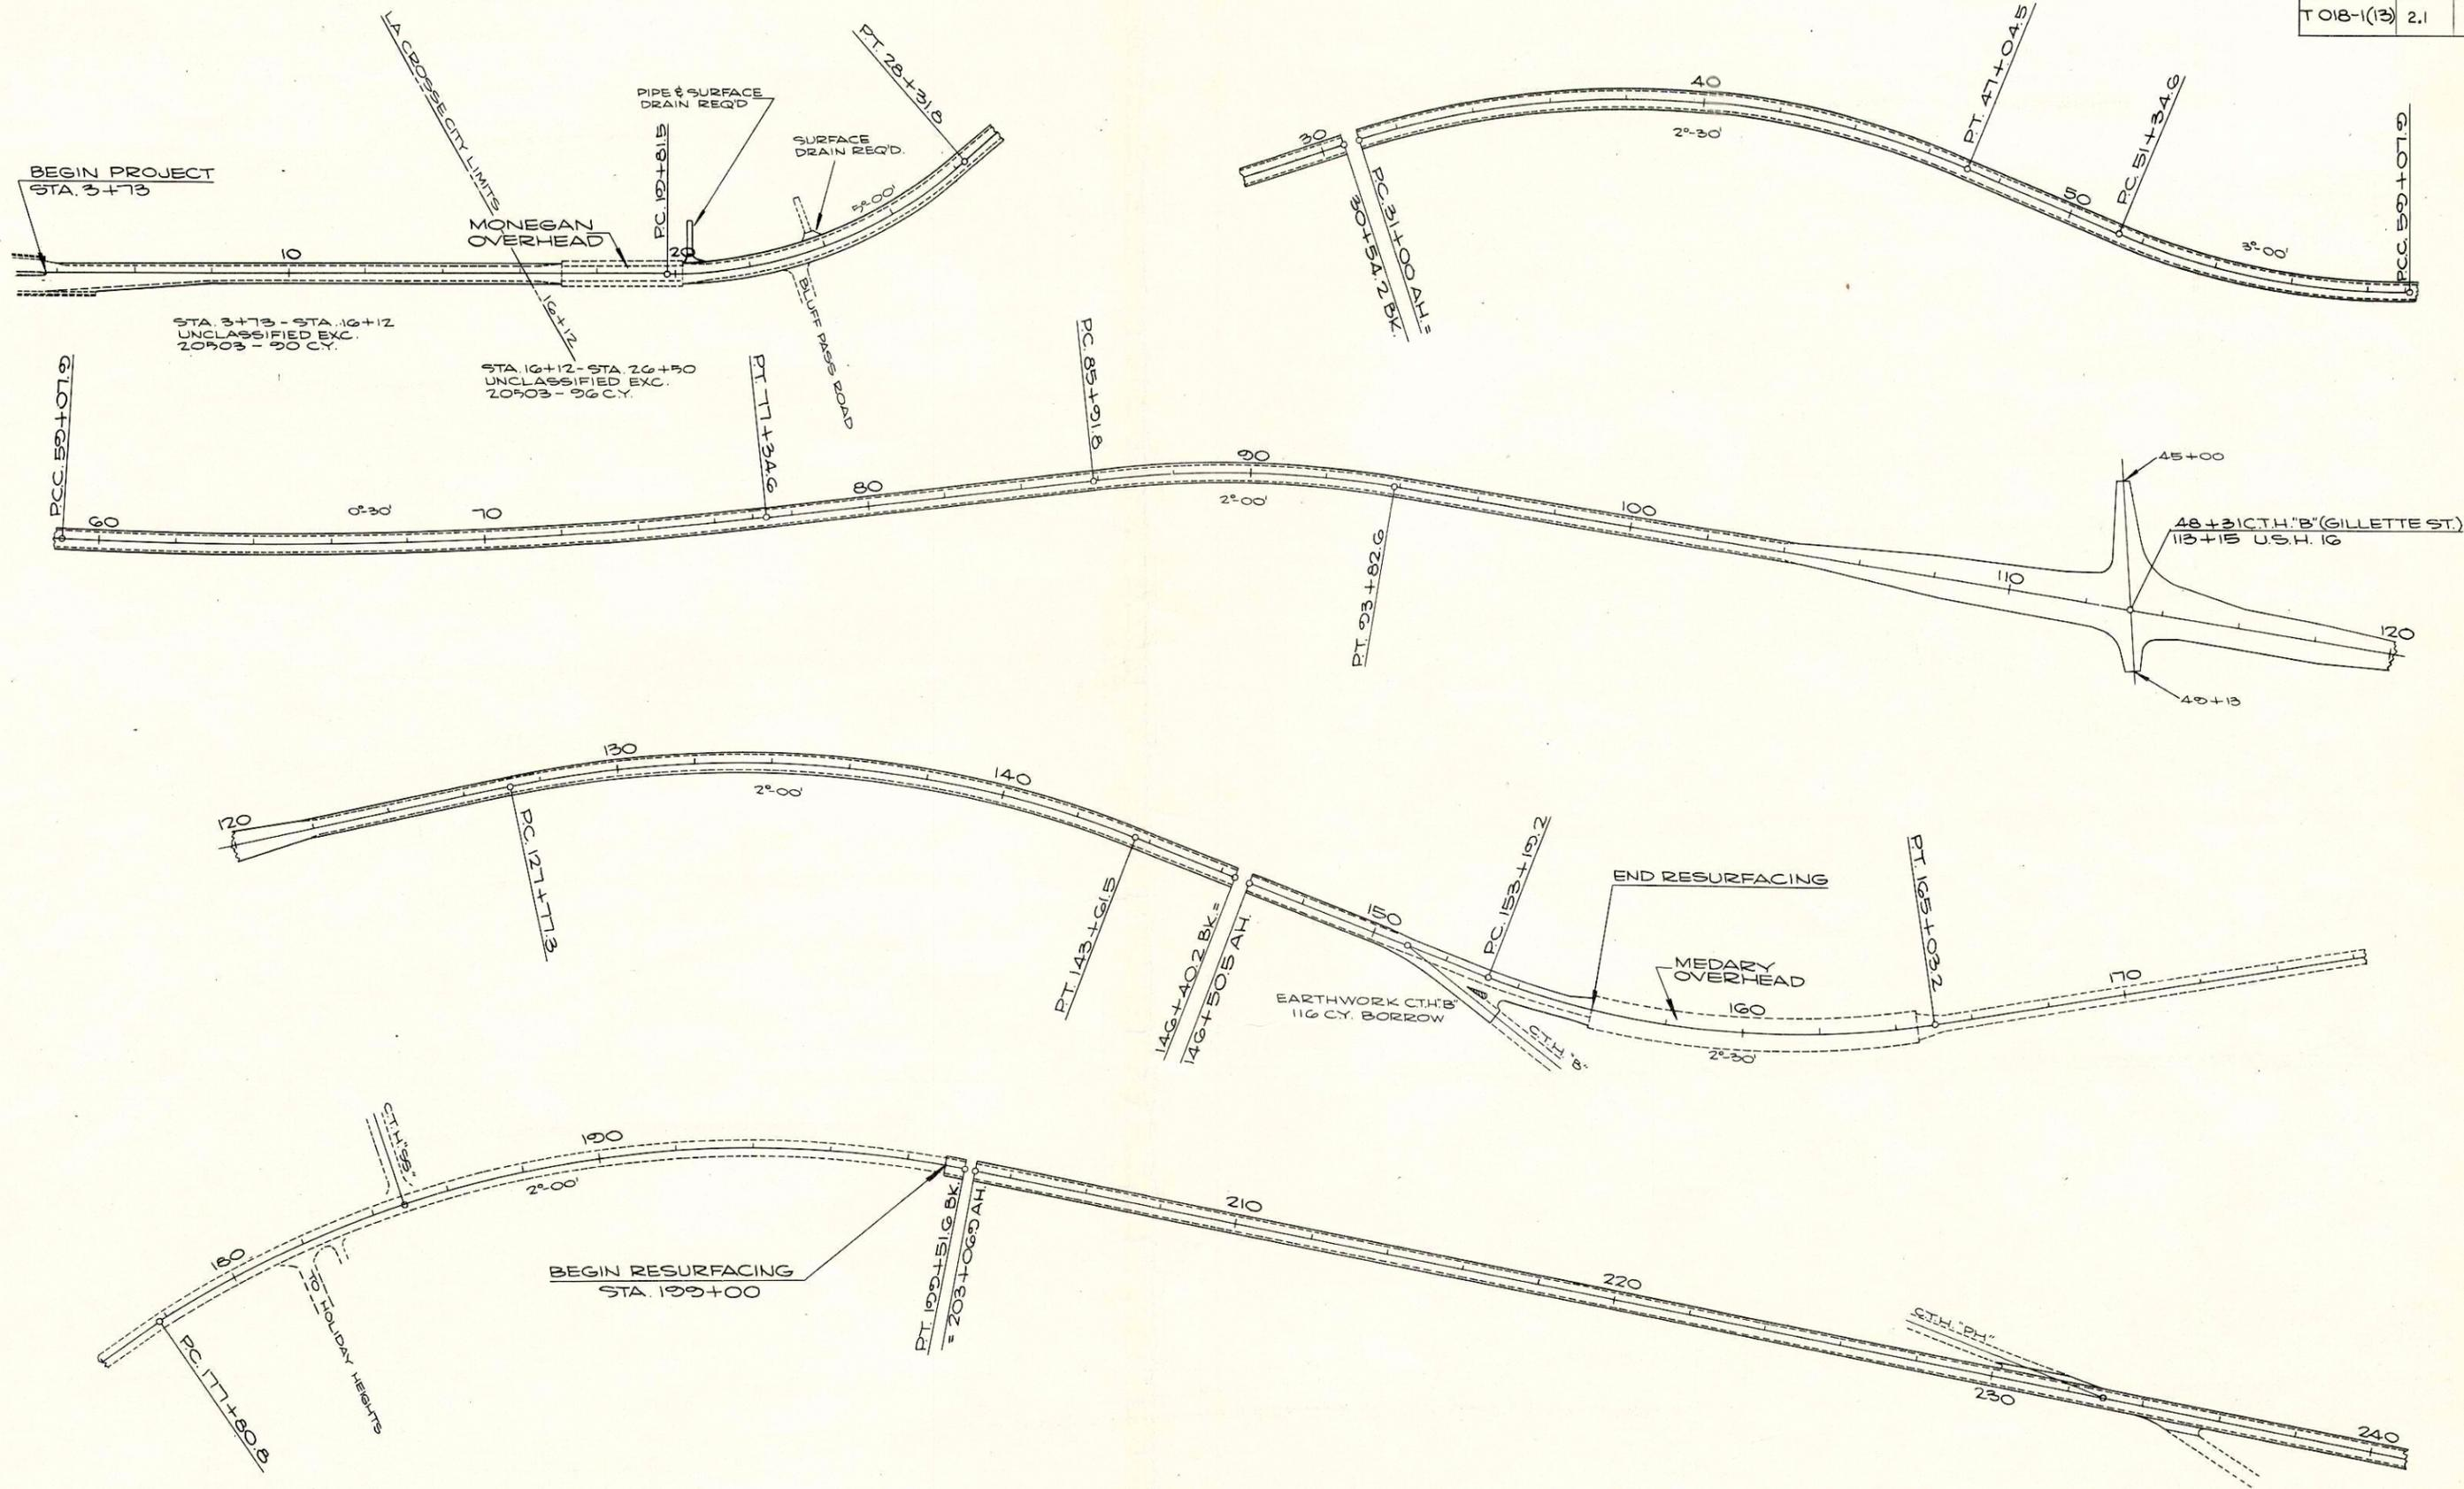 T 018-1(13) 2.1
BEGIN PROJECT
STA. 3+73
LA CROSSE CITY LIMITS
16+12
10
MONEGAN
OVERHEAD
P.C. 19+81.5
PIPE & SURFACE
DRAIN REQ'D
20
SURFACE
DRAIN REQ'D.
5°-00'
P.T. 28+31.8
BLUFF PASS ROAD
STA. 3+73 - STA. 16+12
UNCLASSIFIED EXC.
20503 - 90 C.Y.
STA. 16+12 - STA. 26+50
UNCLASSIFIED EXC.
20503 - 96 C.Y.
30
30+54.2 BK.
P.C. 31+00 AH. =
40
2°-30'
P.T. 47+04.5
50
P.C. 51+34.6
3°-00'
P.C.C. 59+07.9
P.C.C. 59+07.9
60
0°-30'
70
P.T. 77+34.6
80
P.C. 85+91.8
90
2°-00'
P.T. 93+82.6
100
110
45+00
48+31 C.T.H. "B" (GILLETTE ST.)
113+15 U.S.H. 16
49+13
120
120
P.C. 127+77.3
130
2°-00'
140
P.T. 143+61.5
146+40.2 BK. =
146+50.5 AH.
150
P.C. 153+19.2
EARTHWORK C.T.H. "B"
116 C.Y. BORROW
C.T.H. "B"
END RESURFACING
MEDARY
OVERHEAD
160
2°-30'
P.T. 165+03.2
170
P.C. 177+80.8
180
TO HOLIDAY HEIGHTS
C.T.H. "SS"
2°-00'
190
BEGIN RESURFACING
STA. 199+00
P.T. 199+51.6 BK.
= 203+06.9 AH.
210
220
C.T.H. "PH"
230
240